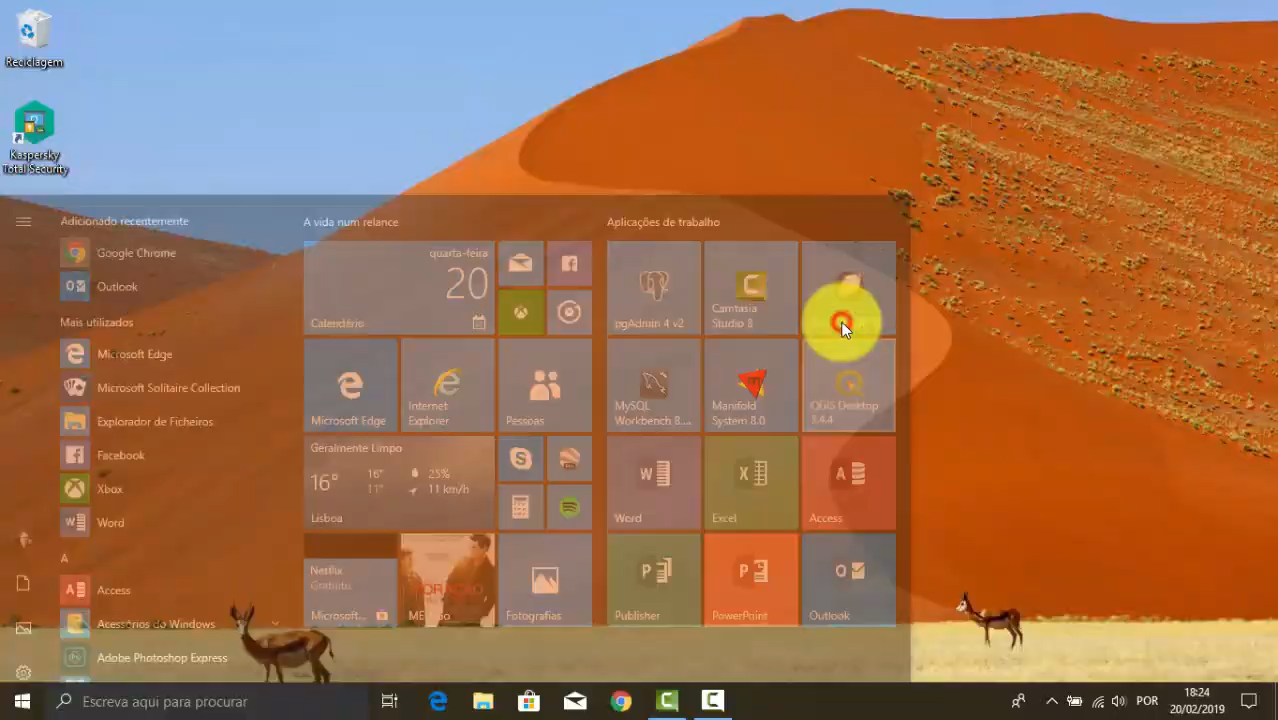 Reciclagem
Kaspersky
Total Security
Adicionado recentemente
Google Chrome
Outlook
Mais utilizados
Microsoft Edge
Microsoft Solitaire Collection
Explorador de Ficheiros
Facebook
Xbox
Word
A
Access
Acessórios do Windows
Adobe Photoshop Express
A vida num relance
quarta-feira
20
Calendário
Microsoft Edge
Internet
Explorer
Pessoas
Geralmente Limpo
16°
16°
11°
23%
11 km/h
Lisboa
Netflix
Gratuito
Microsoft...
Fotografias
Aplicações de trabalho
pgAdmin 4 v2
Camtasia
Studio 8
MySQL
Workbench 8....
Manifold
System 8.0
QGIS Desktop
3.4.4
Word
Excel
Access
Publisher
PowerPoint
Outlook
Escreva aqui para procurar
POR
18:24
20/02/2019